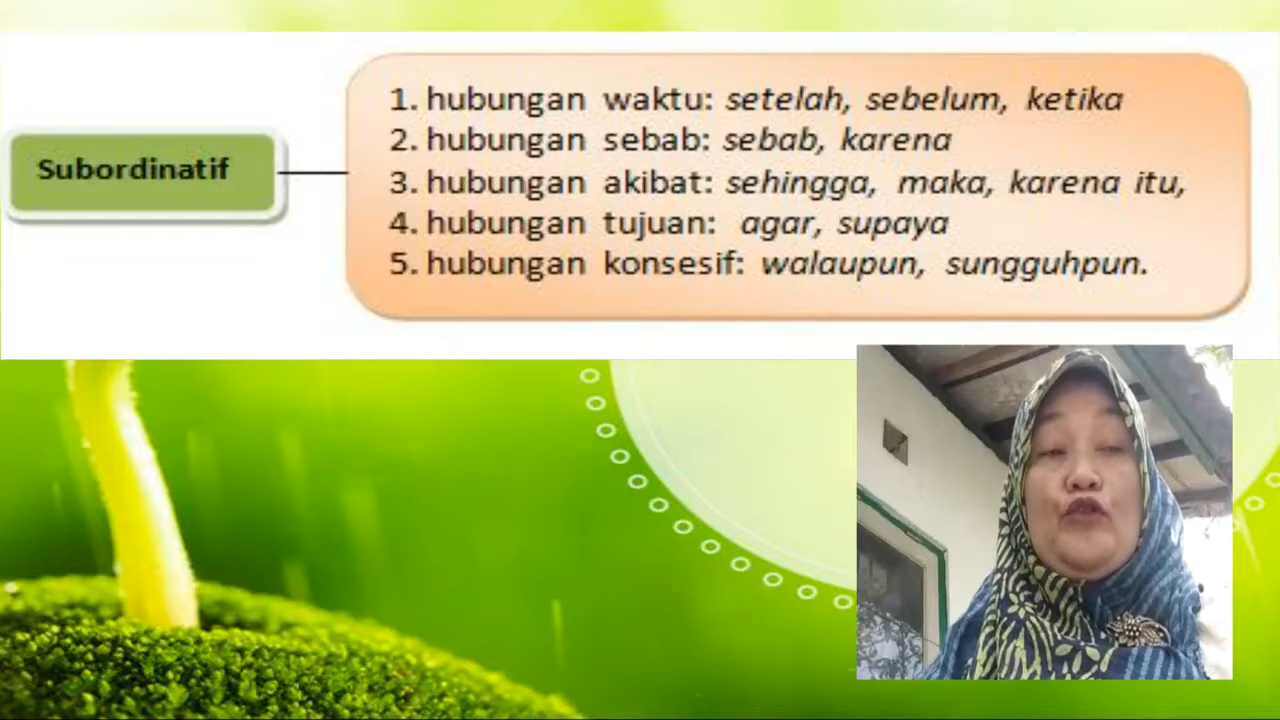 Subordinatif
1. hubungan waktu: setelah, sebelum, ketika
2. hubungan sebab: sebab, karena
3. hubungan akibat: sehingga, maka, karena itu,
4. hubungan tujuan: agar, supaya
5. hubungan konsesif: walaupun, sungguhpun.